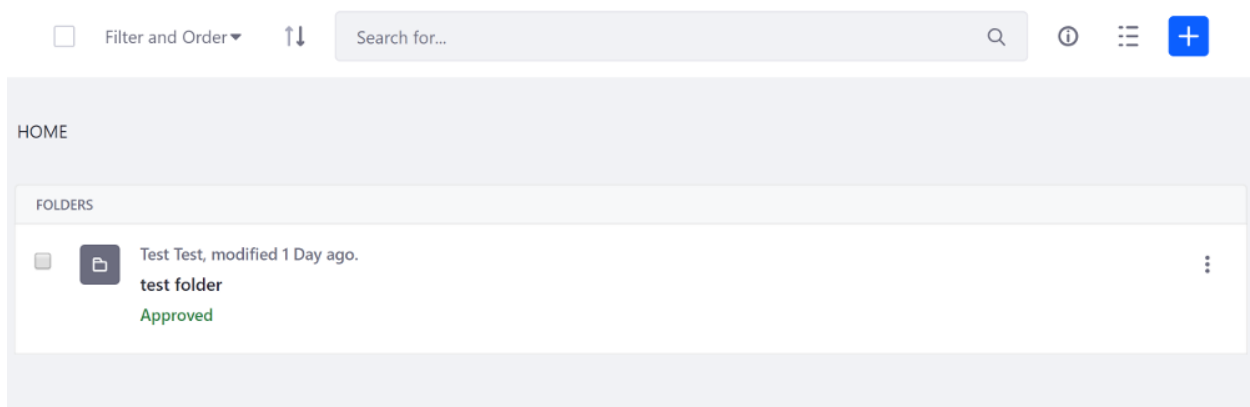 Filter and Order
Search for...
HOME
FOLDERS
Test Test, modified 1 Day ago.
test folder
Approved